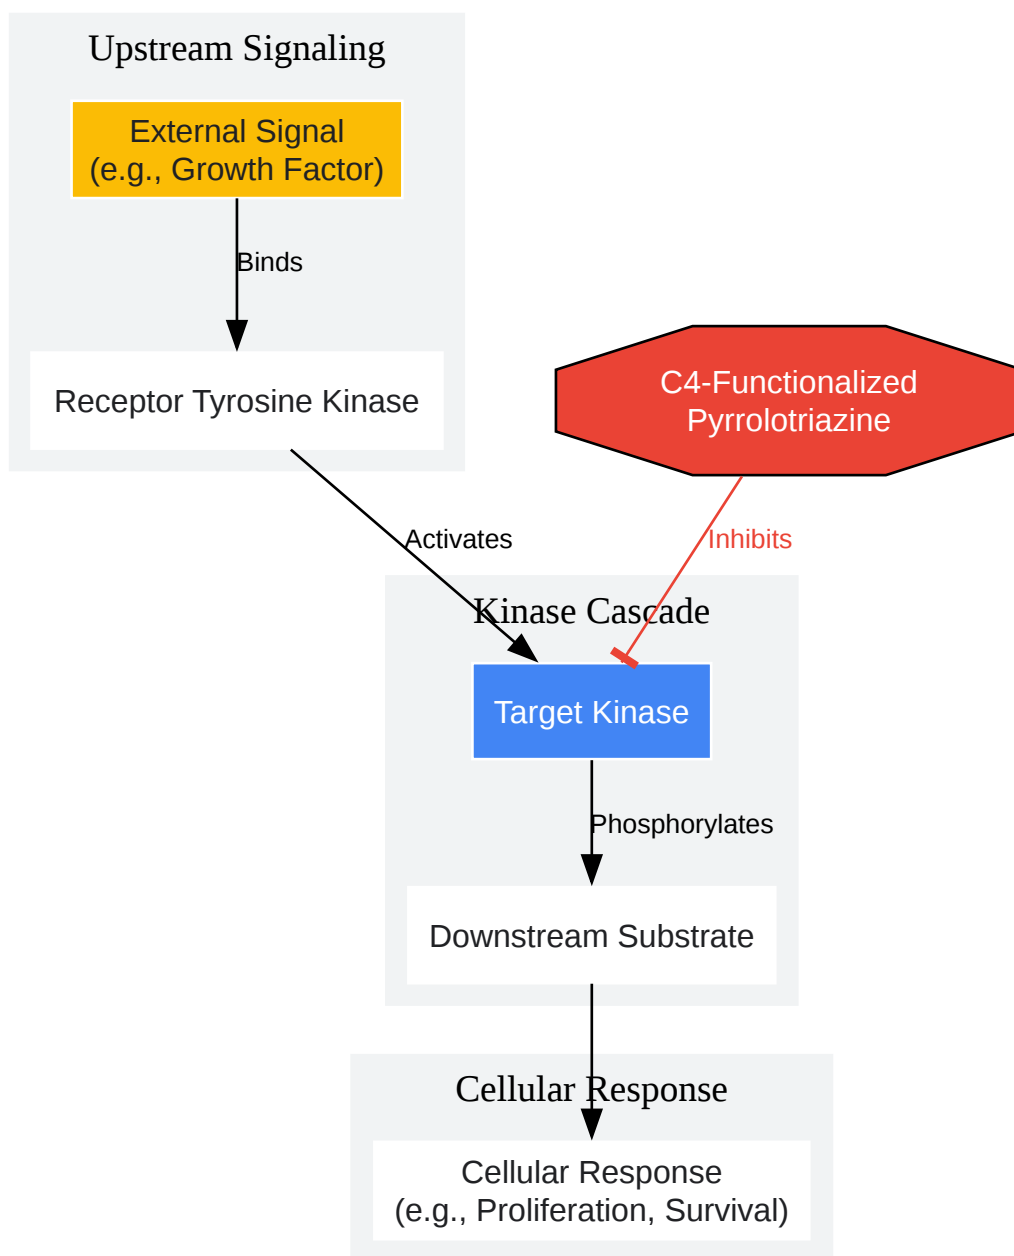 Upstream Signaling
External Signal
(e.g., Growth Factor)
Binds
Receptor Tyrosine Kinase
C4-Functionalized
Pyrrolotriazine
Activates
Inhibits
Kinase Cascade
Target Kinase
Phosphorylates
Downstream Substrate
Cellular Response
Cellular Response
(e.g., Proliferation, Survival)